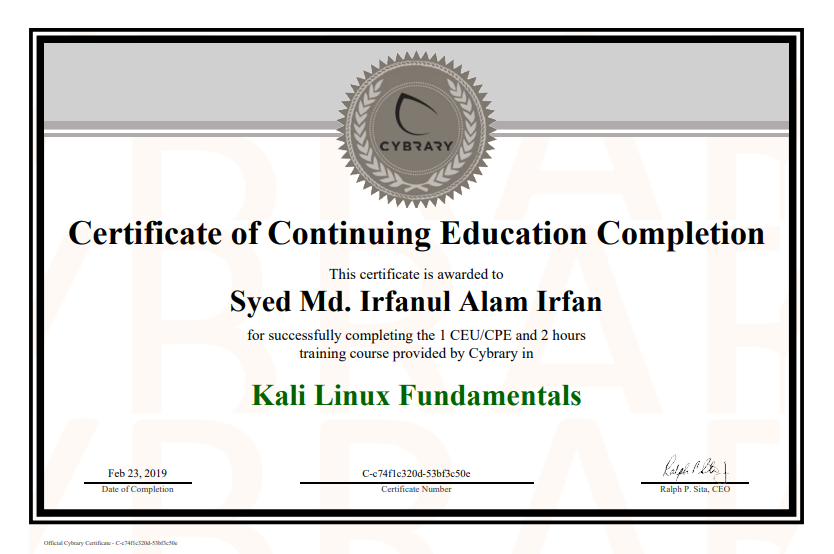 CYBRARY
Certificate of Continuing Education Completion
This certificate is awarded to
Syed Md. Irfanul Alam Irfan
for successfully completing the 1 CEU/CPE and 2 hours
training course provided by Cybrary in
Kali Linux Fundamentals
Feb 23, 2019
Date of Completion
C-c74f1c320d-53bf3c50e
Certificate Number
Ralph P. Sita, CEO
Official Cybrary Certificate - C-c74f1c320d-53bf3c50e